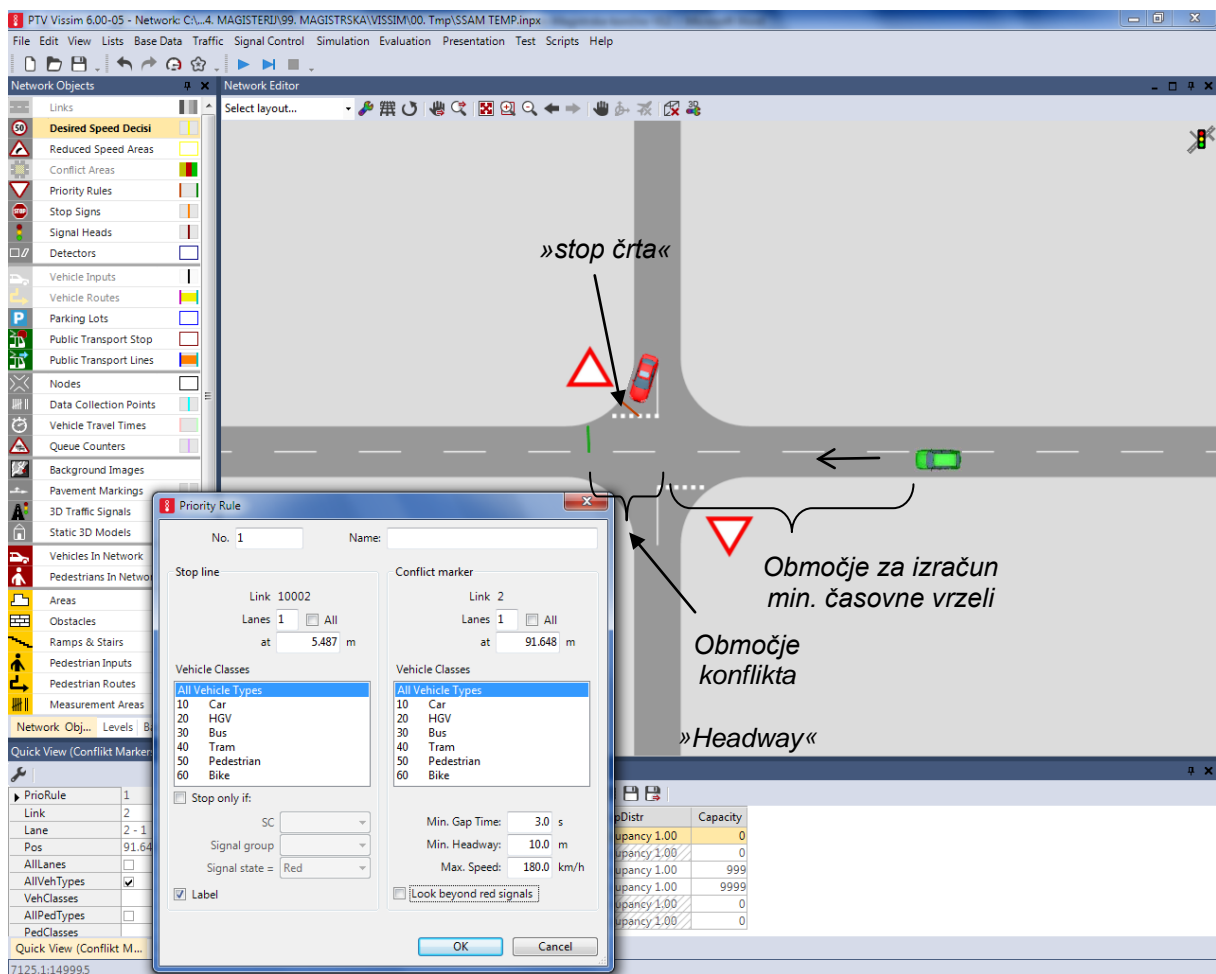 PTV Vissim 6.00-05 - Network: C:\...4. MAGISTERIJ\99. MAGISTRSKA\VISSIM\00. Tmp\SSAM TEMP.inpx
File Edit View Lists Base Data Traffic Signal Control Simulation Evaluation Presentation Test Scripts Help
Network Objects
Links
50 Desired Speed Decisi
Reduced Speed Areas
Conflict Areas
Priority Rules
STOP Stop Signs
Signal Heads
Detectors
Vehicle Inputs
Vehicle Routes
P Parking Lots
Public Transport Stop
Public Transport Lines
Nodes
Data Collection Points
Vehicle Travel Times
Queue Counters
Background Images
Pavement Markings
3D Traffic Signals
Static 3D Models
Vehicles In Network
Pedestrians In Networ
Areas
Obstacles
Ramps & Stairs
Pedestrian Inputs
Pedestrian Routes
Measurement Areas
Network Obj... Levels B
Network Editor
Select layout...
»stop črta«
Območje za izračun
min. časovne vrzeli
Območje
konflikta
»Headway«
Priority Rule
No. 1 Name:
Stop line
Link 10002
Lanes 1 All
at 5.487 m
Vehicle Classes
All Vehicle Types
10 Car
20 HGV
30 Bus
40 Tram
50 Pedestrian
60 Bike
Stop only if:
SC
Signal group
Signal state = Red
Label
Conflict marker
Link 2
Lanes 1 All
at 91.648 m
Vehicle Classes
All Vehicle Types
10 Car
20 HGV
30 Bus
40 Tram
50 Pedestrian
60 Bike
Min. Gap Time: 3.0 s
Min. Headway: 10.0 m
Max. Speed: 180.0 km/h
Look beyond red signals
OK Cancel
Quick View (Conflikt Marker
PrioRule 1
Link 2
Lane 2 - 1
Pos 91.64
AllLanes
AllVehTypes
VehClasses
AllPedTypes
PedClasses
Quick View (Conflikt M...
pDistr Capacity
upancy 1.00 0
upancy 1.00 0
upancy 1.00 999
upancy 1.00 9999
upancy 1.00 0
upancy 1.00 0
7125.1:14999.5